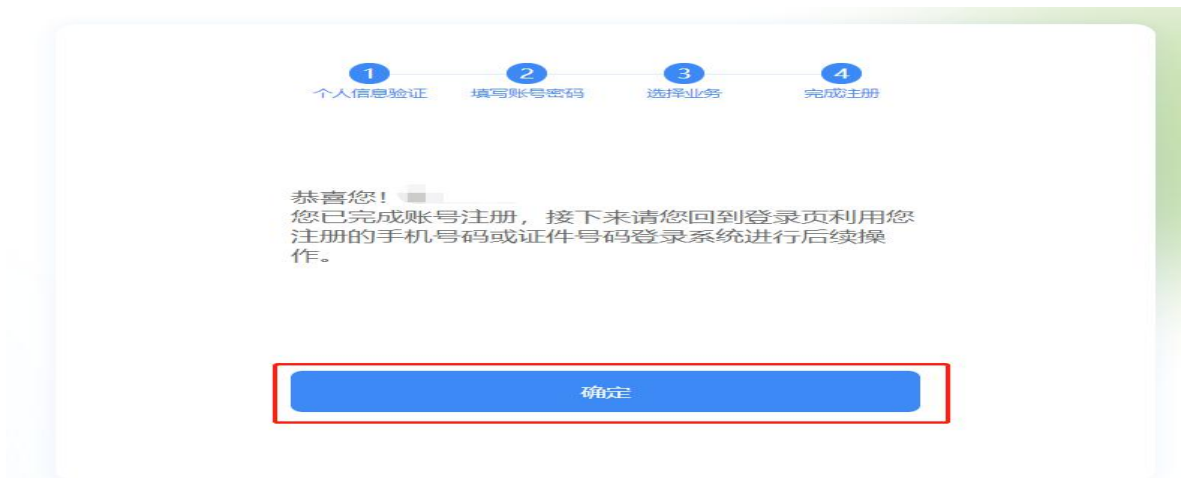 1 2 3 4
个人信息验证 填写账号密码 选择业务 完成注册
恭喜您!
您已完成账号注册，接下来请您回到登录页利用您
注册的手机号码或证件号码登录系统进行后续操
作。
确定